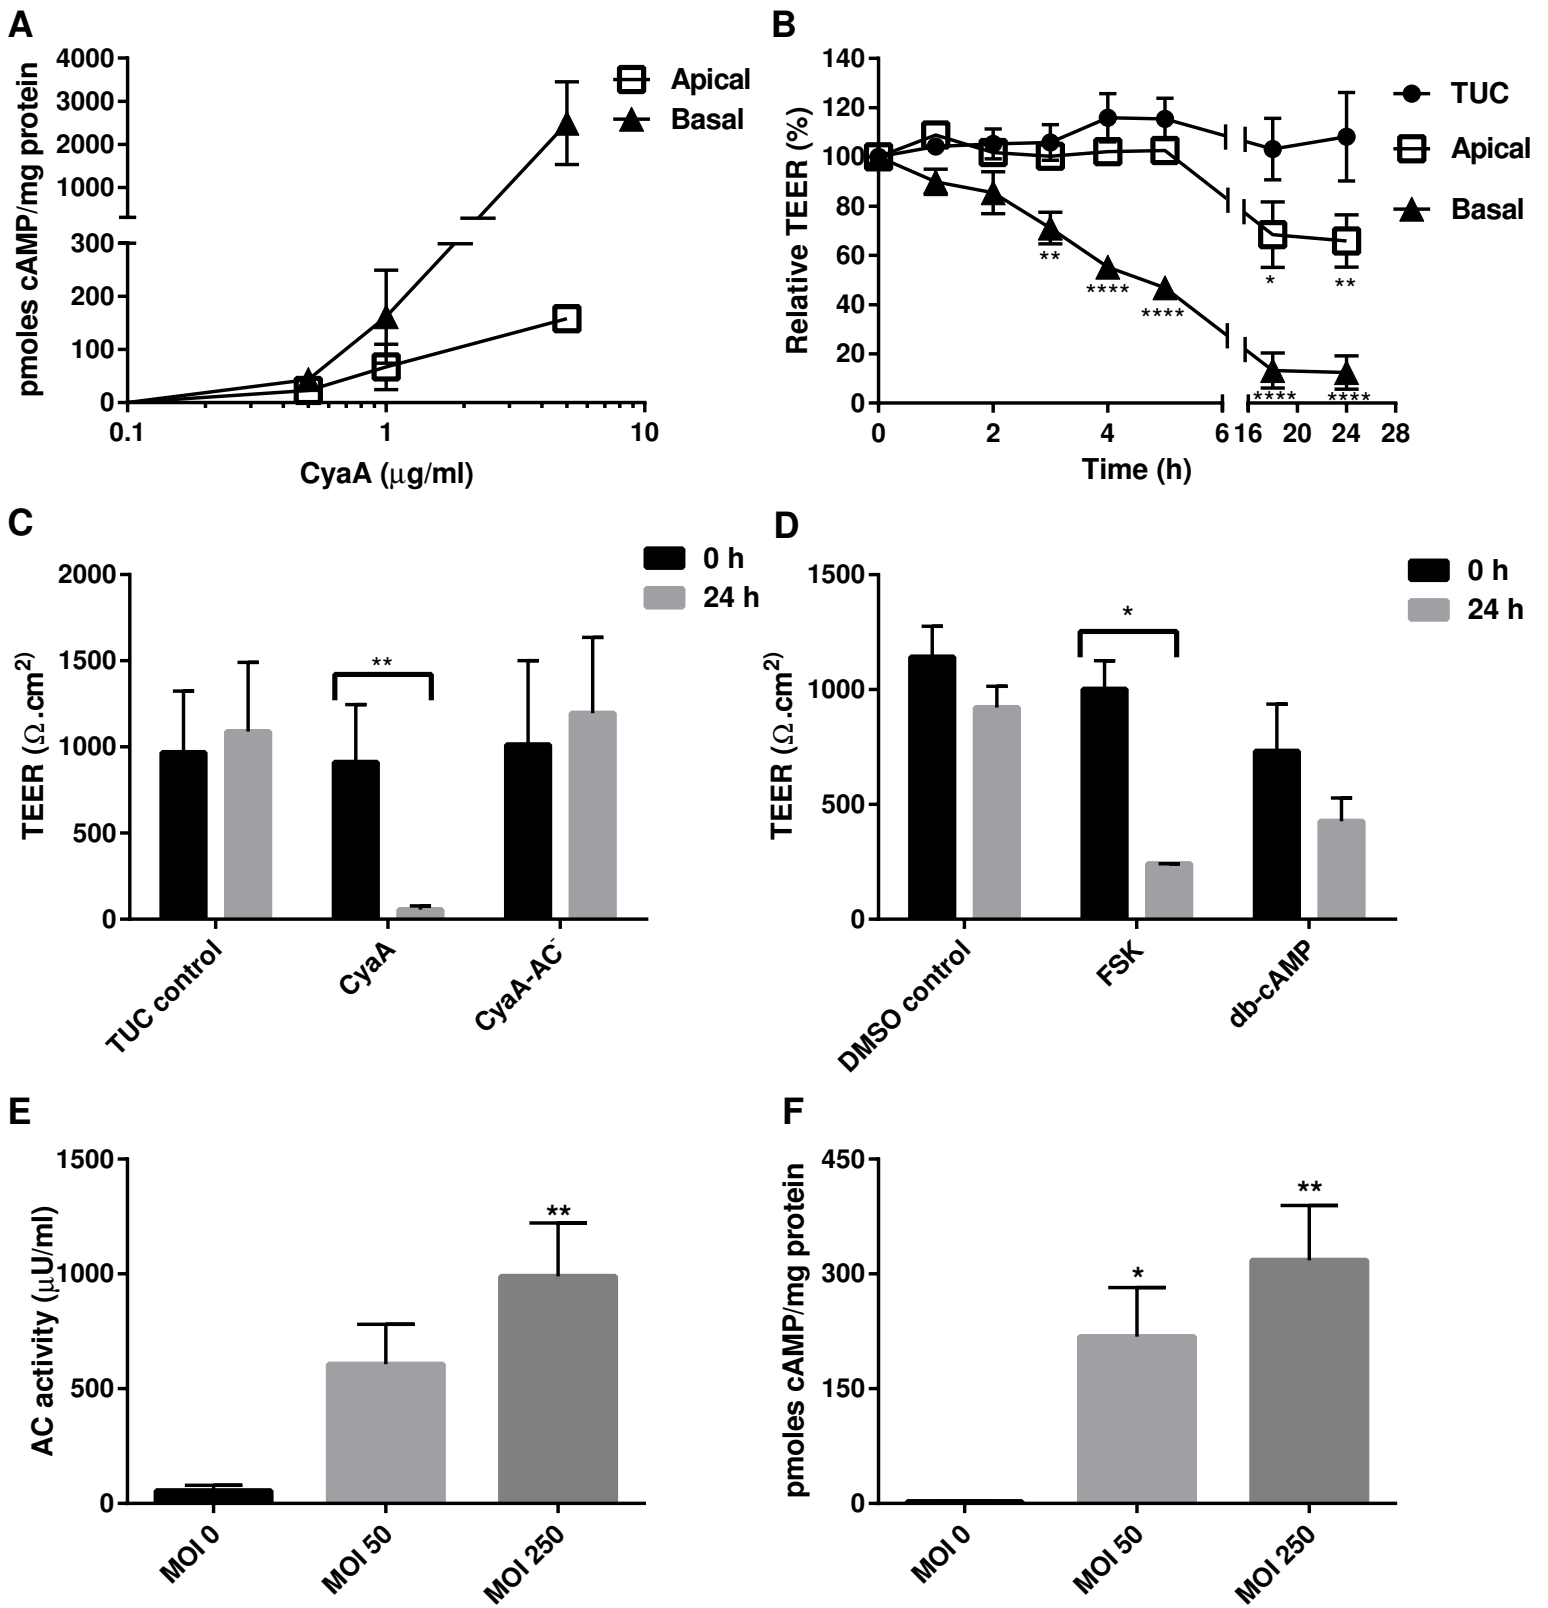 A
pmoles cAMP/mg protein
4000
3000
2000
1000
300
200
100
0
0.1 1 10
CyaA (μg/ml)
Apical
Basal
B
Relative TEER (%)
140
120
100
80
60
40
20
0
** **** **** * ** **** ****
0 2 4 6 16 20 24 28
Time (h)
TUC
Apical
Basal
C
TEER (Ω.cm²)
2000
1500
1000
500
0
**
0 h
24 h
TUC control
CyaA
CyaA-AC⁻
D
TEER (Ω.cm²)
1500
1000
500
0
*
0 h
24 h
DMSO control
FSK
db-cAMP
E
AC activity (μU/ml)
1500
1000
500
0
**
MOI 0
MOI 50
MOI 250
F
pmoles cAMP/mg protein
450
300
150
0
*
**
MOI 0
MOI 50
MOI 250